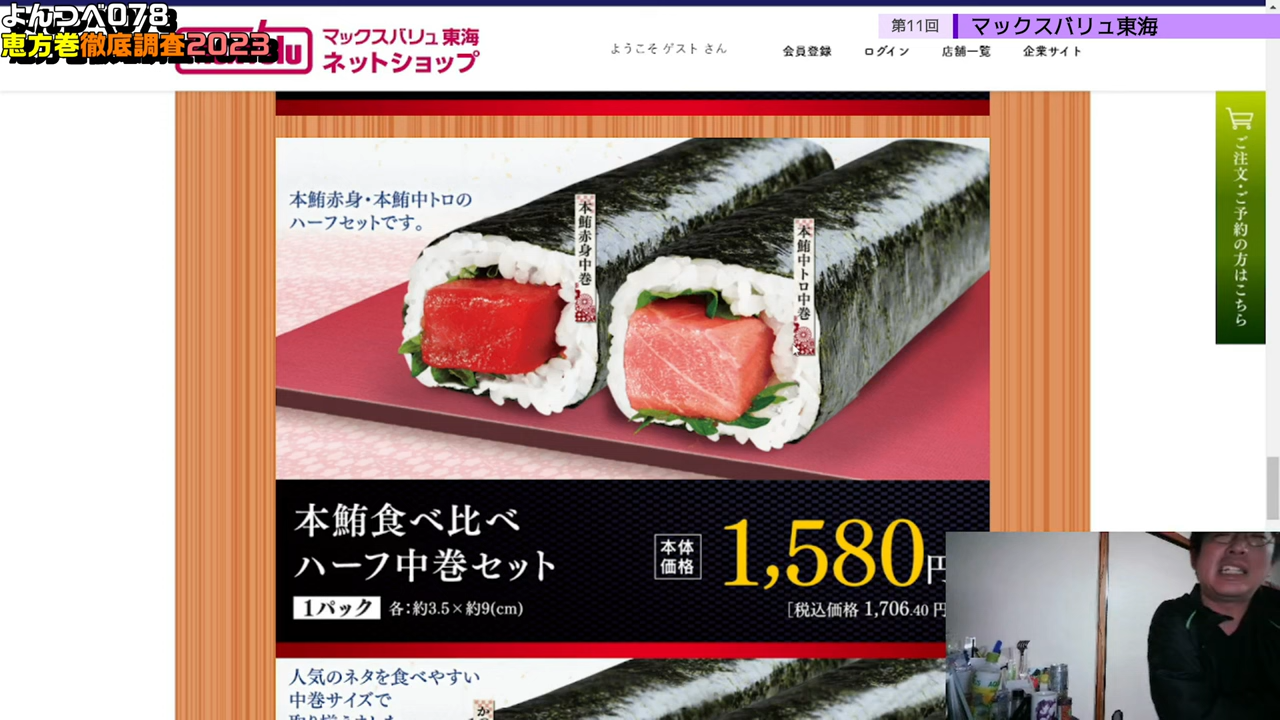 よんつべ078
恵方巻徹底調査2023
第11回
マックスバリュ東海
マックスバリュ東海
ネットショップ
ようこそ ゲスト さん
会員登録
ログイン
店舗一覧
企業サイト
ご注文・ご予約の方はこちら
本鮪赤身・本鮪中トロの
ハーフセットです。
本鮪赤身中巻
本鮪中トロ中巻
本鮪食べ比べ
ハーフ中巻セット
本体
価格
1,580円
1パック 各:約3.5×約9(cm)
[税込価格 1,706.40 円
人気のネタを食べやすい
中巻サイズで